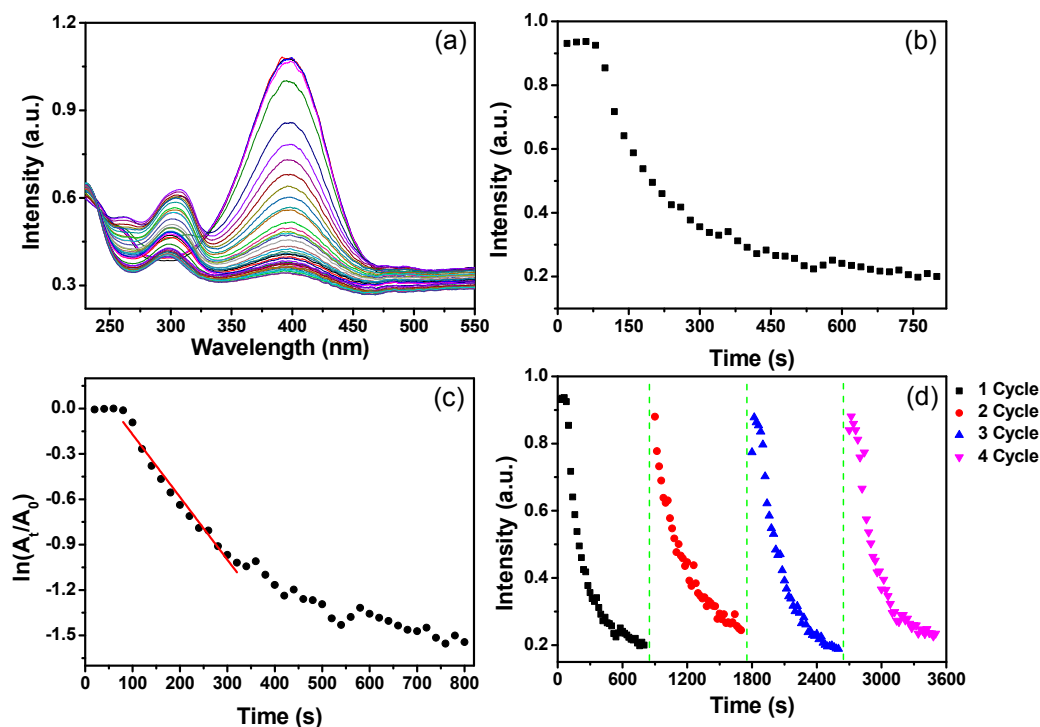 (a)
1.2
0.9
0.6
0.3
Intensity (a.u.)
250 300 350 400 450 500 550
Wavelength (nm)
(b)
1.0
0.8
0.6
0.4
0.2
Intensity (a.u.)
0 150 300 450 600 750
Time (s)
(c)
0.0
-0.3
-0.6
-0.9
-1.2
-1.5
ln(A_t/A_0)
0 100 200 300 400 500 600 700 800
Time (s)
(d)
1.0
0.8
0.6
0.4
0.2
Intensity (a.u.)
0 600 1200 1800 2400 3000 3600
Time (s)
1 Cycle
2 Cycle
3 Cycle
4 Cycle